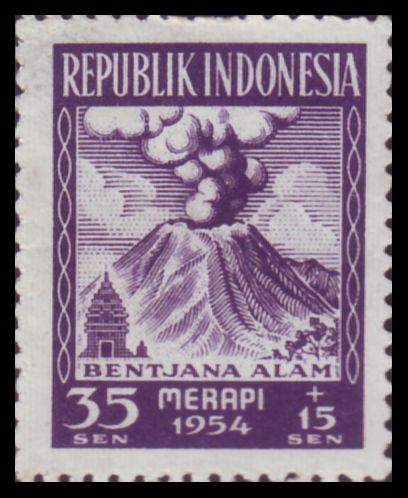 REPUBLIK INDONESIA
BENTJANA ALAM
35 SEN
MERAPI
1954
+ 15 SEN